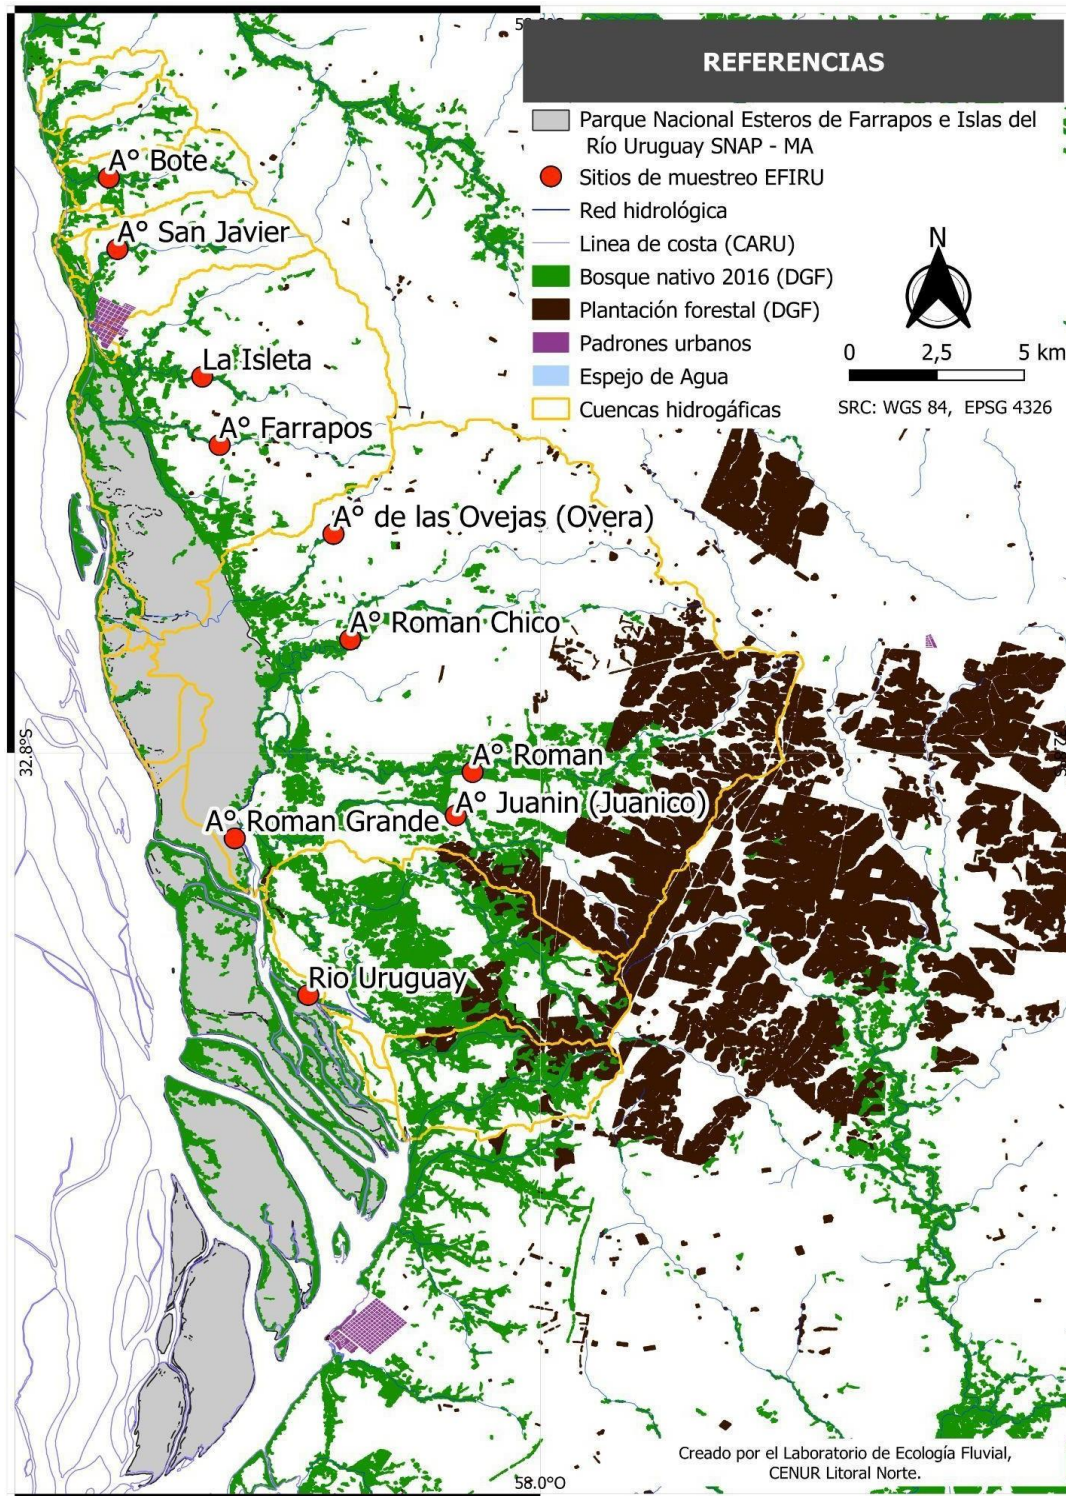 REFERENCIAS
Parque Nacional Esteros de Farrapos e Islas del
Río Uruguay SNAP - MA
Sitios de muestreo EFIRU
Red hidrológica
Linea de costa (CARU)
Bosque nativo 2016 (DGF)
Plantación forestal (DGF)
Padrones urbanos
Espejo de Agua
Cuencas hidrogáficas
N
0 2,5 5 km
SRC: WGS 84, EPSG 4326
A° Bote
A° San Javier
La Isleta
A° Farrapos
A° de las Ovejas (Overa)
A° Roman Chico
32.8°S
A° Roman
A° Juanin (Juanico)
A° Roman Grande
Rio Uruguay
Creado por el Laboratorio de Ecología Fluvial,
CENUR Litoral Norte.
58.0°O